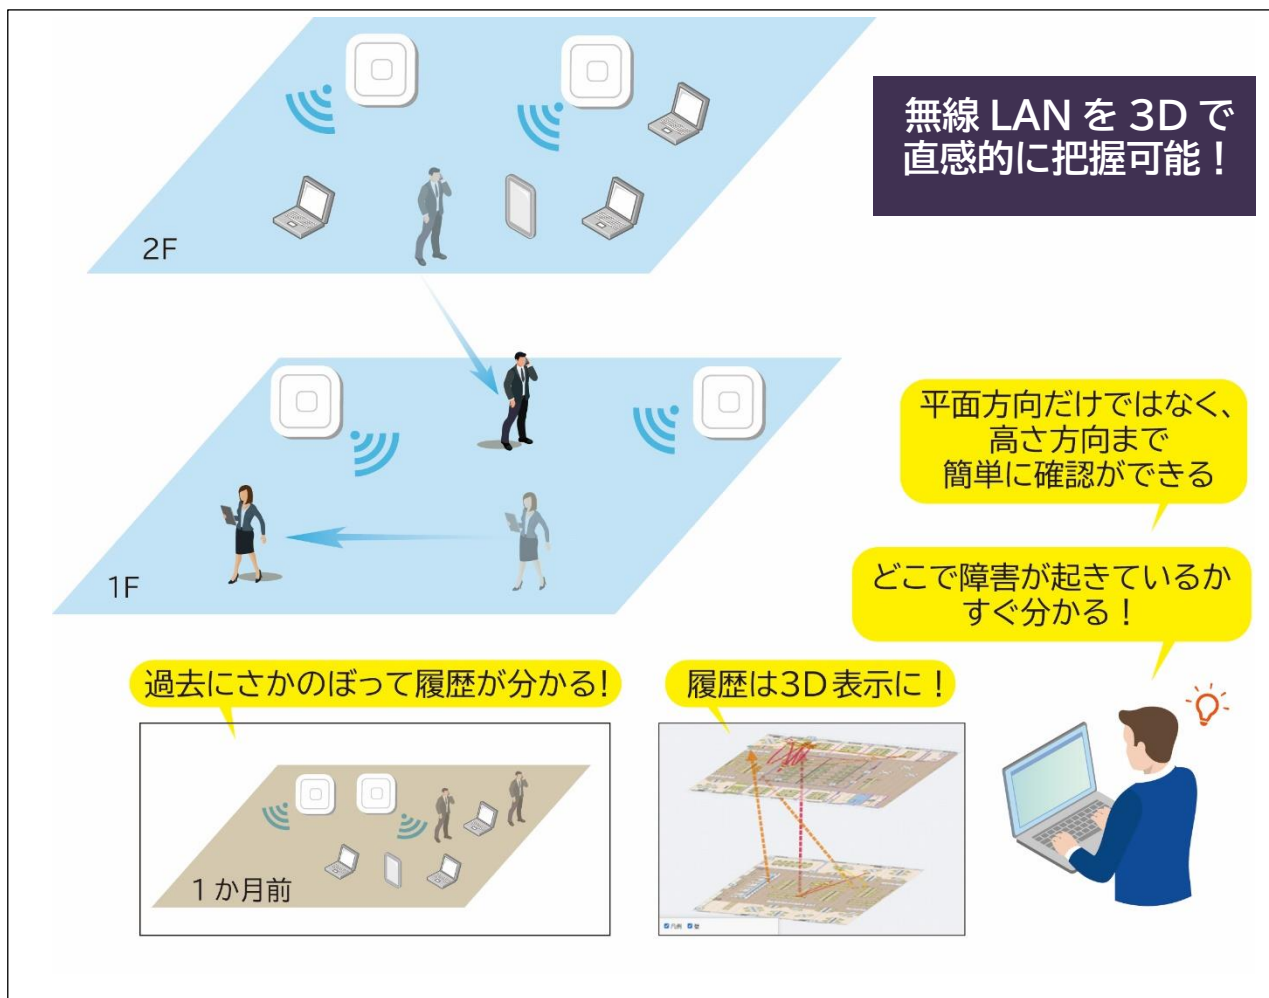 無線 LAN を 3D で
直感的に把握可能！
2F
平面方向だけではなく、
高さ方向まで
簡単に確認ができる
1F
どこで障害が起きているか
すぐ分かる！
過去にさかのぼって履歴が分かる!
履歴は3D 表示に！
1 か月前
凡例 壁